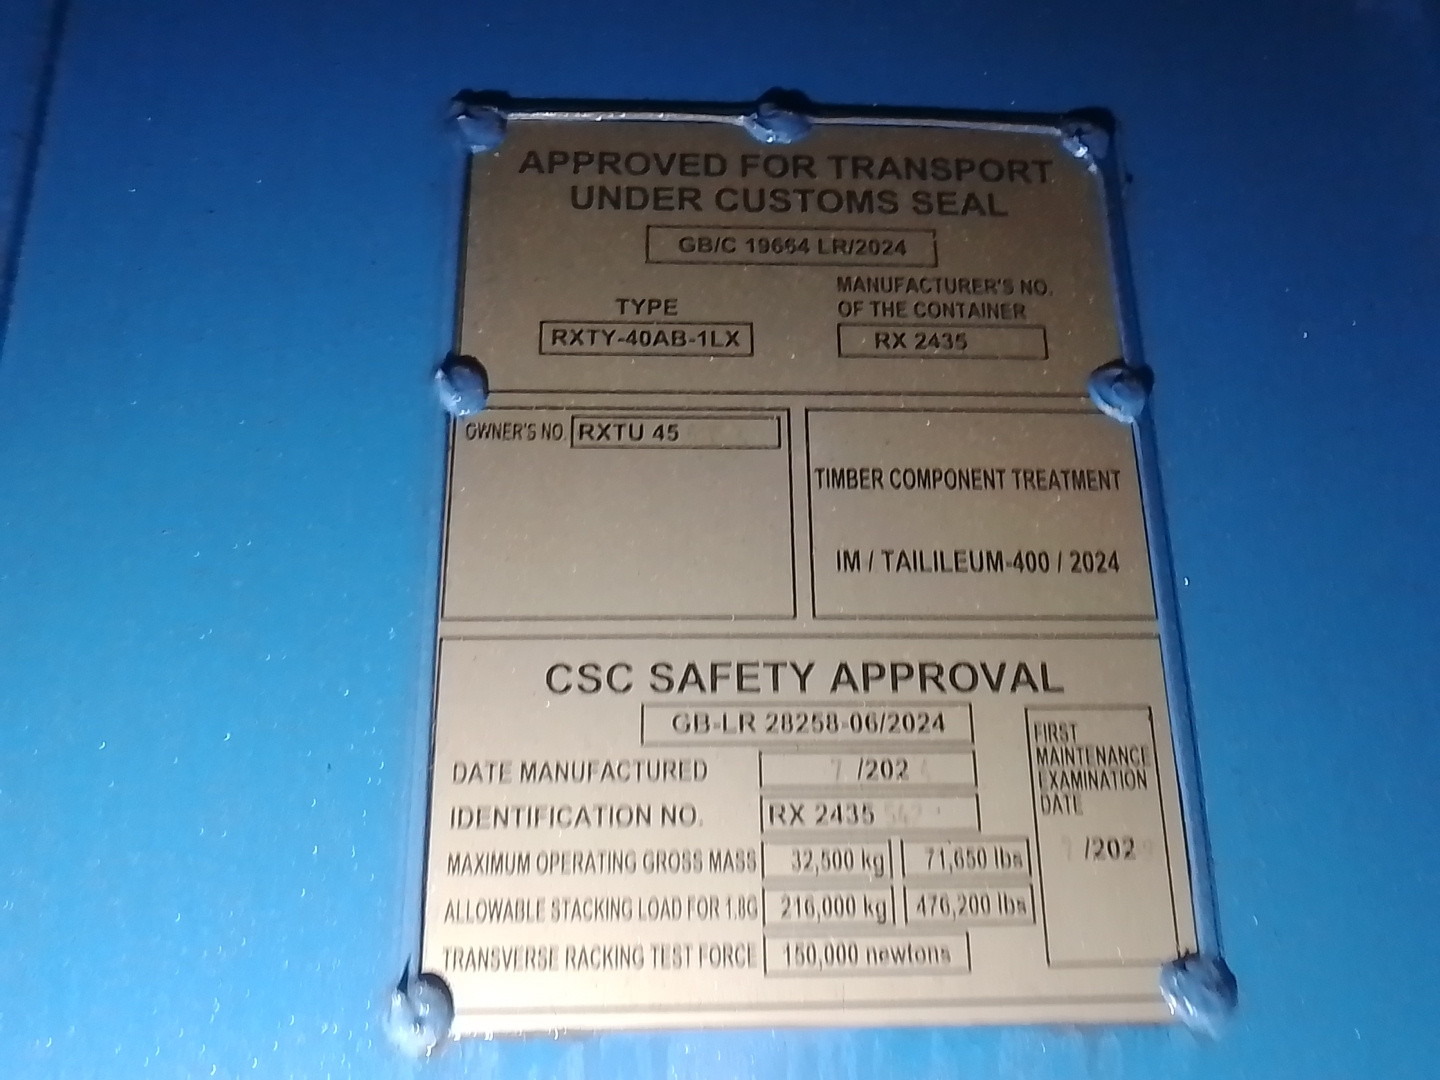 APPROVED FOR TRANSPORT
UNDER CUSTOMS SEAL
GB/C 19664 LR/2024
MANUFACTURER'S NO.
OF THE CONTAINER
TYPE
RXTY-40AB-1LX
RX 2435
OWNER'S NO. RXTU 45
TIMBER COMPONENT TREATMENT
IM / TAILILEUM-400 / 2024
CSC SAFETY APPROVAL
GB-LR 28258-06/2024
DATE MANUFACTURED 7 /202
IDENTIFICATION NO. RX 2435
MAXIMUM OPERATING GROSS MASS 32,500 kg 71,650 lbs
ALLOWABLE STACKING LOAD FOR 1.8G 216,000 kg 476,200 lbs
TRANSVERSE RACKING TEST FORCE 150,000 newtons
FIRST
MAINTENANCE
EXAMINATION
DATE
/202